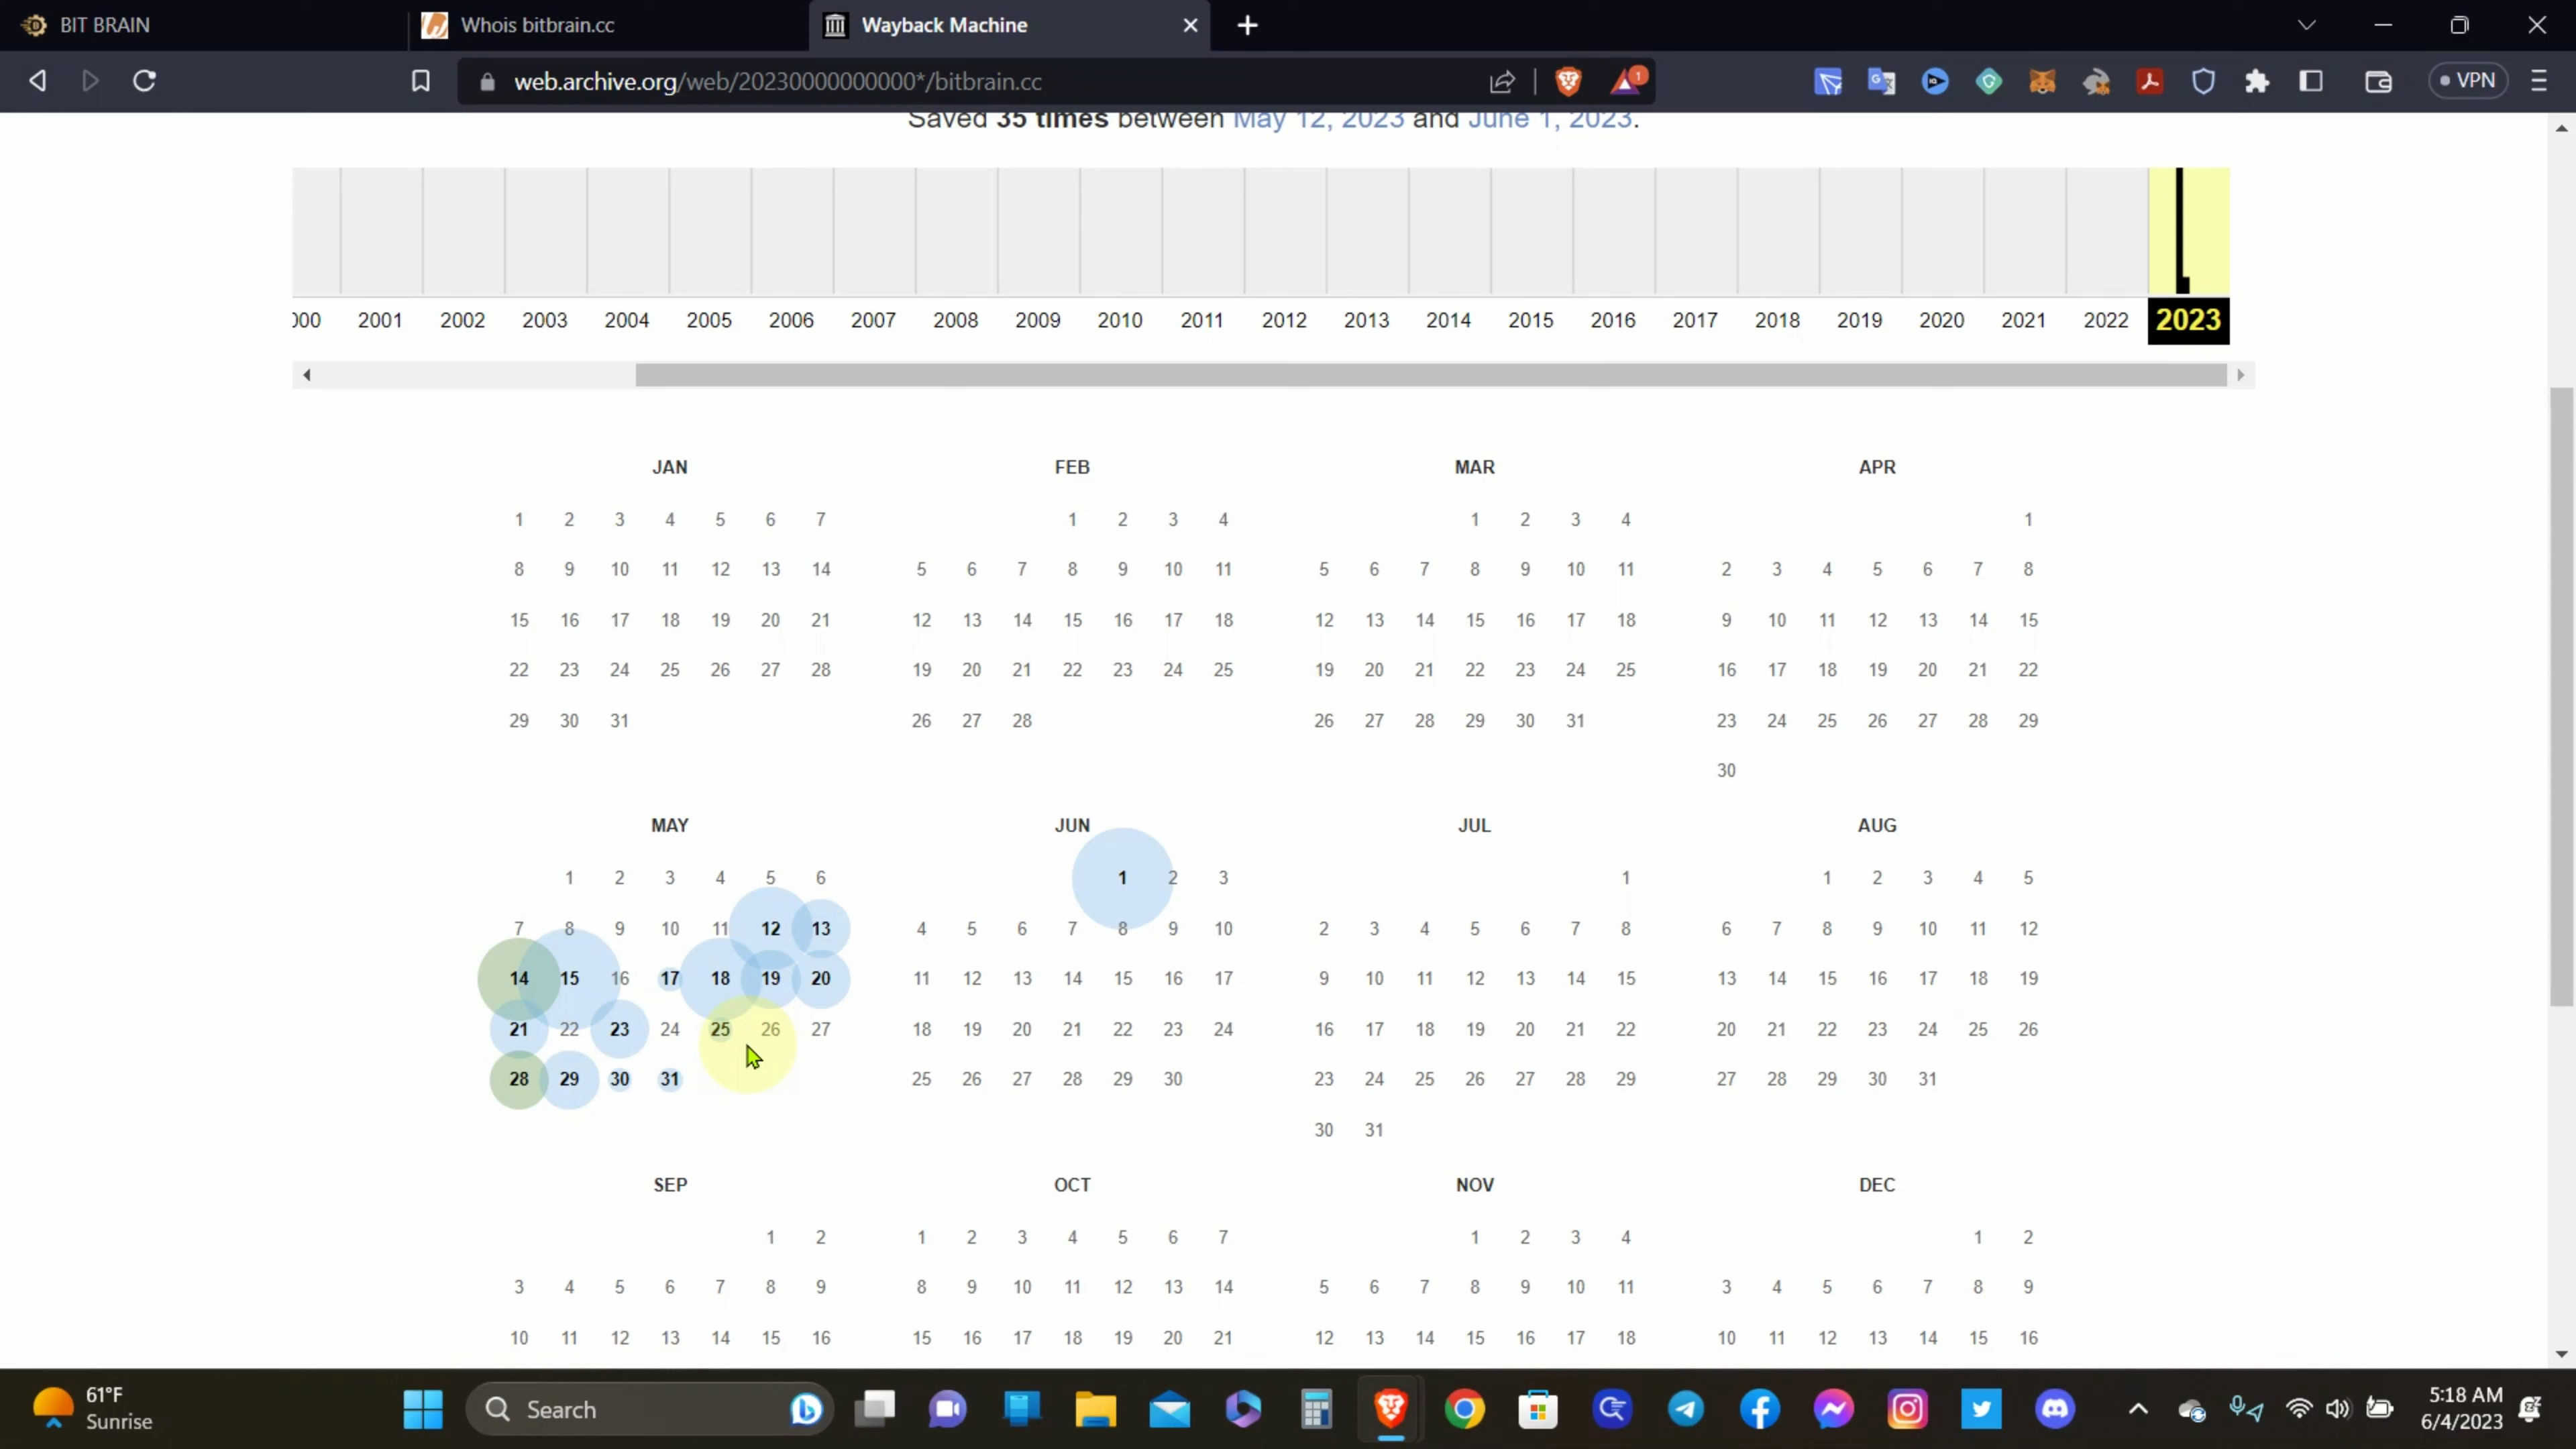 BIT BRAIN
Whois bitbrain.cc
Wayback Machine
web.archive.org/web/20230000000000*/bitbrain.cc
1
VPN
Saved 35 times between May 12, 2023 and June 1, 2023.
000 2001 2002 2003 2004 2005 2006 2007 2008 2009 2010 2011 2012 2013 2014 2015 2016 2017 2018 2019 2020 2021 2022 2023
JAN
1 2 3 4 5 6 7
8 9 10 11 12 13 14
15 16 17 18 19 20 21
22 23 24 25 26 27 28
29 30 31
FEB
1 2 3 4
5 6 7 8 9 10 11
12 13 14 15 16 17 18
19 20 21 22 23 24 25
26 27 28
MAR
1 2 3 4
5 6 7 8 9 10 11
12 13 14 15 16 17 18
19 20 21 22 23 24 25
26 27 28 29 30 31
APR
1
2 3 4 5 6 7 8
9 10 11 12 13 14 15
16 17 18 19 20 21 22
23 24 25 26 27 28 29
30
MAY
1 2 3 4 5 6
7 8 9 10 11 12 13
14 15 16 17 18 19 20
21 22 23 24 25 26 27
28 29 30 31
JUN
1 2 3
4 5 6 7 8 9 10
11 12 13 14 15 16 17
18 19 20 21 22 23 24
25 26 27 28 29 30
JUL
1
2 3 4 5 6 7 8
9 10 11 12 13 14 15
16 17 18 19 20 21 22
23 24 25 26 27 28 29
30 31
AUG
1 2 3 4 5
6 7 8 9 10 11 12
13 14 15 16 17 18 19
20 21 22 23 24 25 26
27 28 29 30 31
SEP
1 2
3 4 5 6 7 8 9
10 11 12 13 14 15 16
OCT
1 2 3 4 5 6 7
8 9 10 11 12 13 14
15 16 17 18 19 20 21
NOV
1 2 3 4
5 6 7 8 9 10 11
12 13 14 15 16 17 18
DEC
1 2
3 4 5 6 7 8 9
10 11 12 13 14 15 16
61°F
Sunrise
Search
5:18 AM
6/4/2023